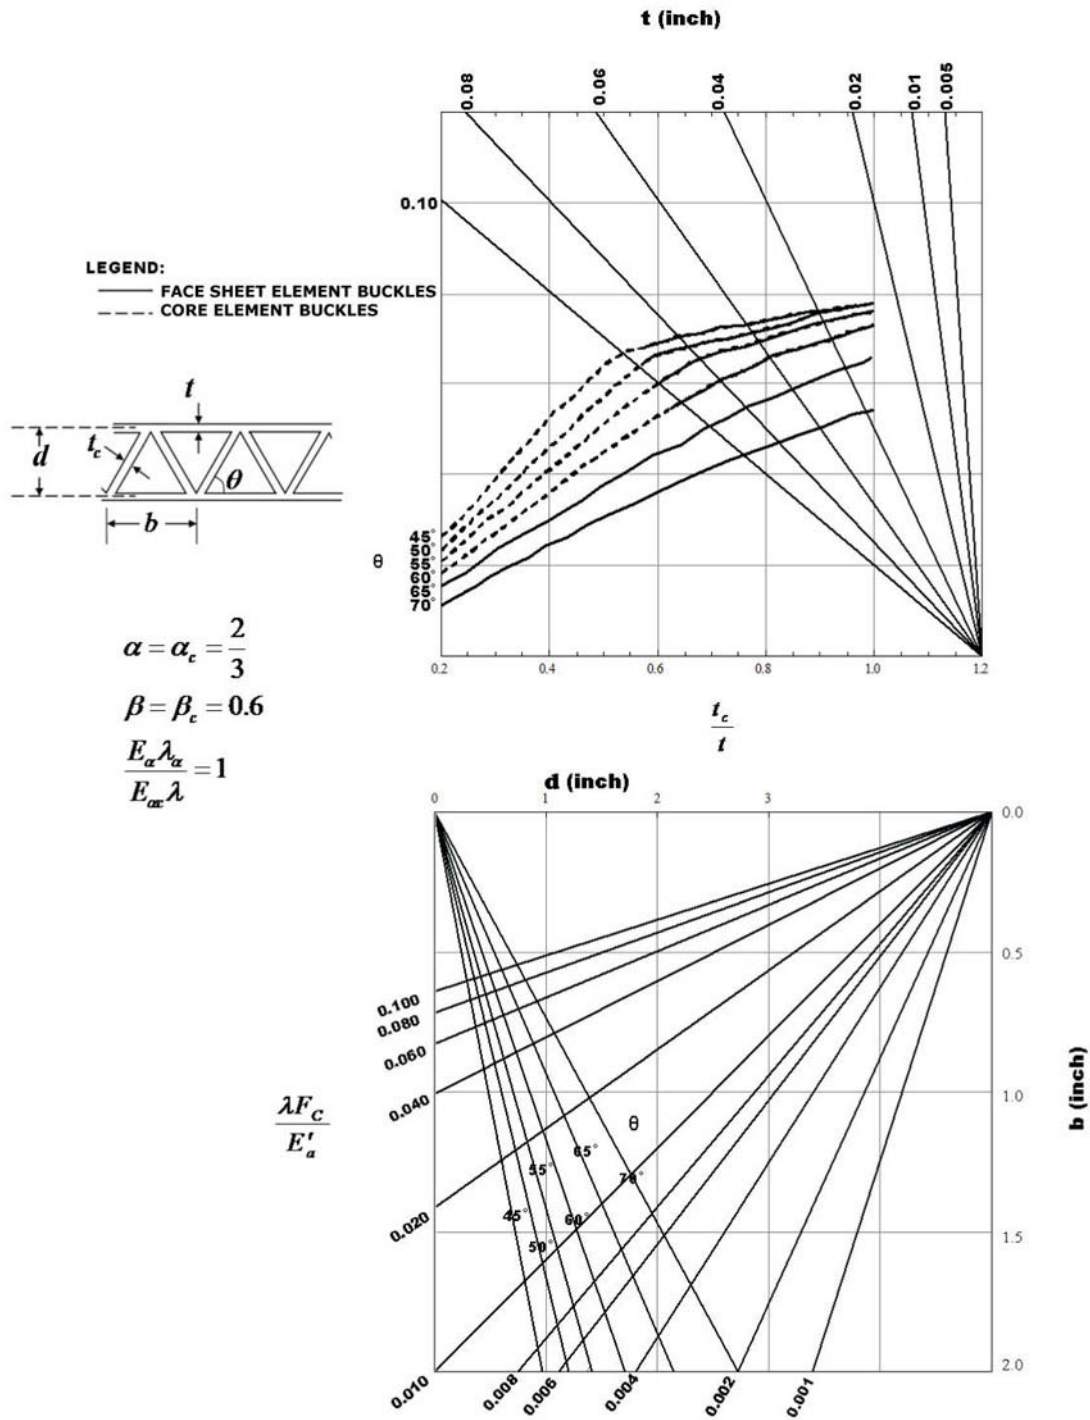 t (inch)
0.08
0.06
0.04
0.02
0.01
0.005
0.10
LEGEND:
FACE SHEET ELEMENT BUCKLES
CORE ELEMENT BUCKLES
t
t_c
d
θ
b
45°
50°
θ 55°
60°
65°
70°
0.2 0.4 0.6 0.8 1.0 1.2
t_c
t
α = α_c = 2/3
β = β_c = 0.6
E_α λ_α / E_αc λ = 1
d (inch)
0 1 2 3
0.0
0.5
1.0
1.5
2.0
b (inch)
0.100
0.080
0.060
0.040
0.020
0.010
0.008
0.006
0.004
0.002
0.001
λF_C
E'_a
θ
65°
55°
70°
45°
60°
50°